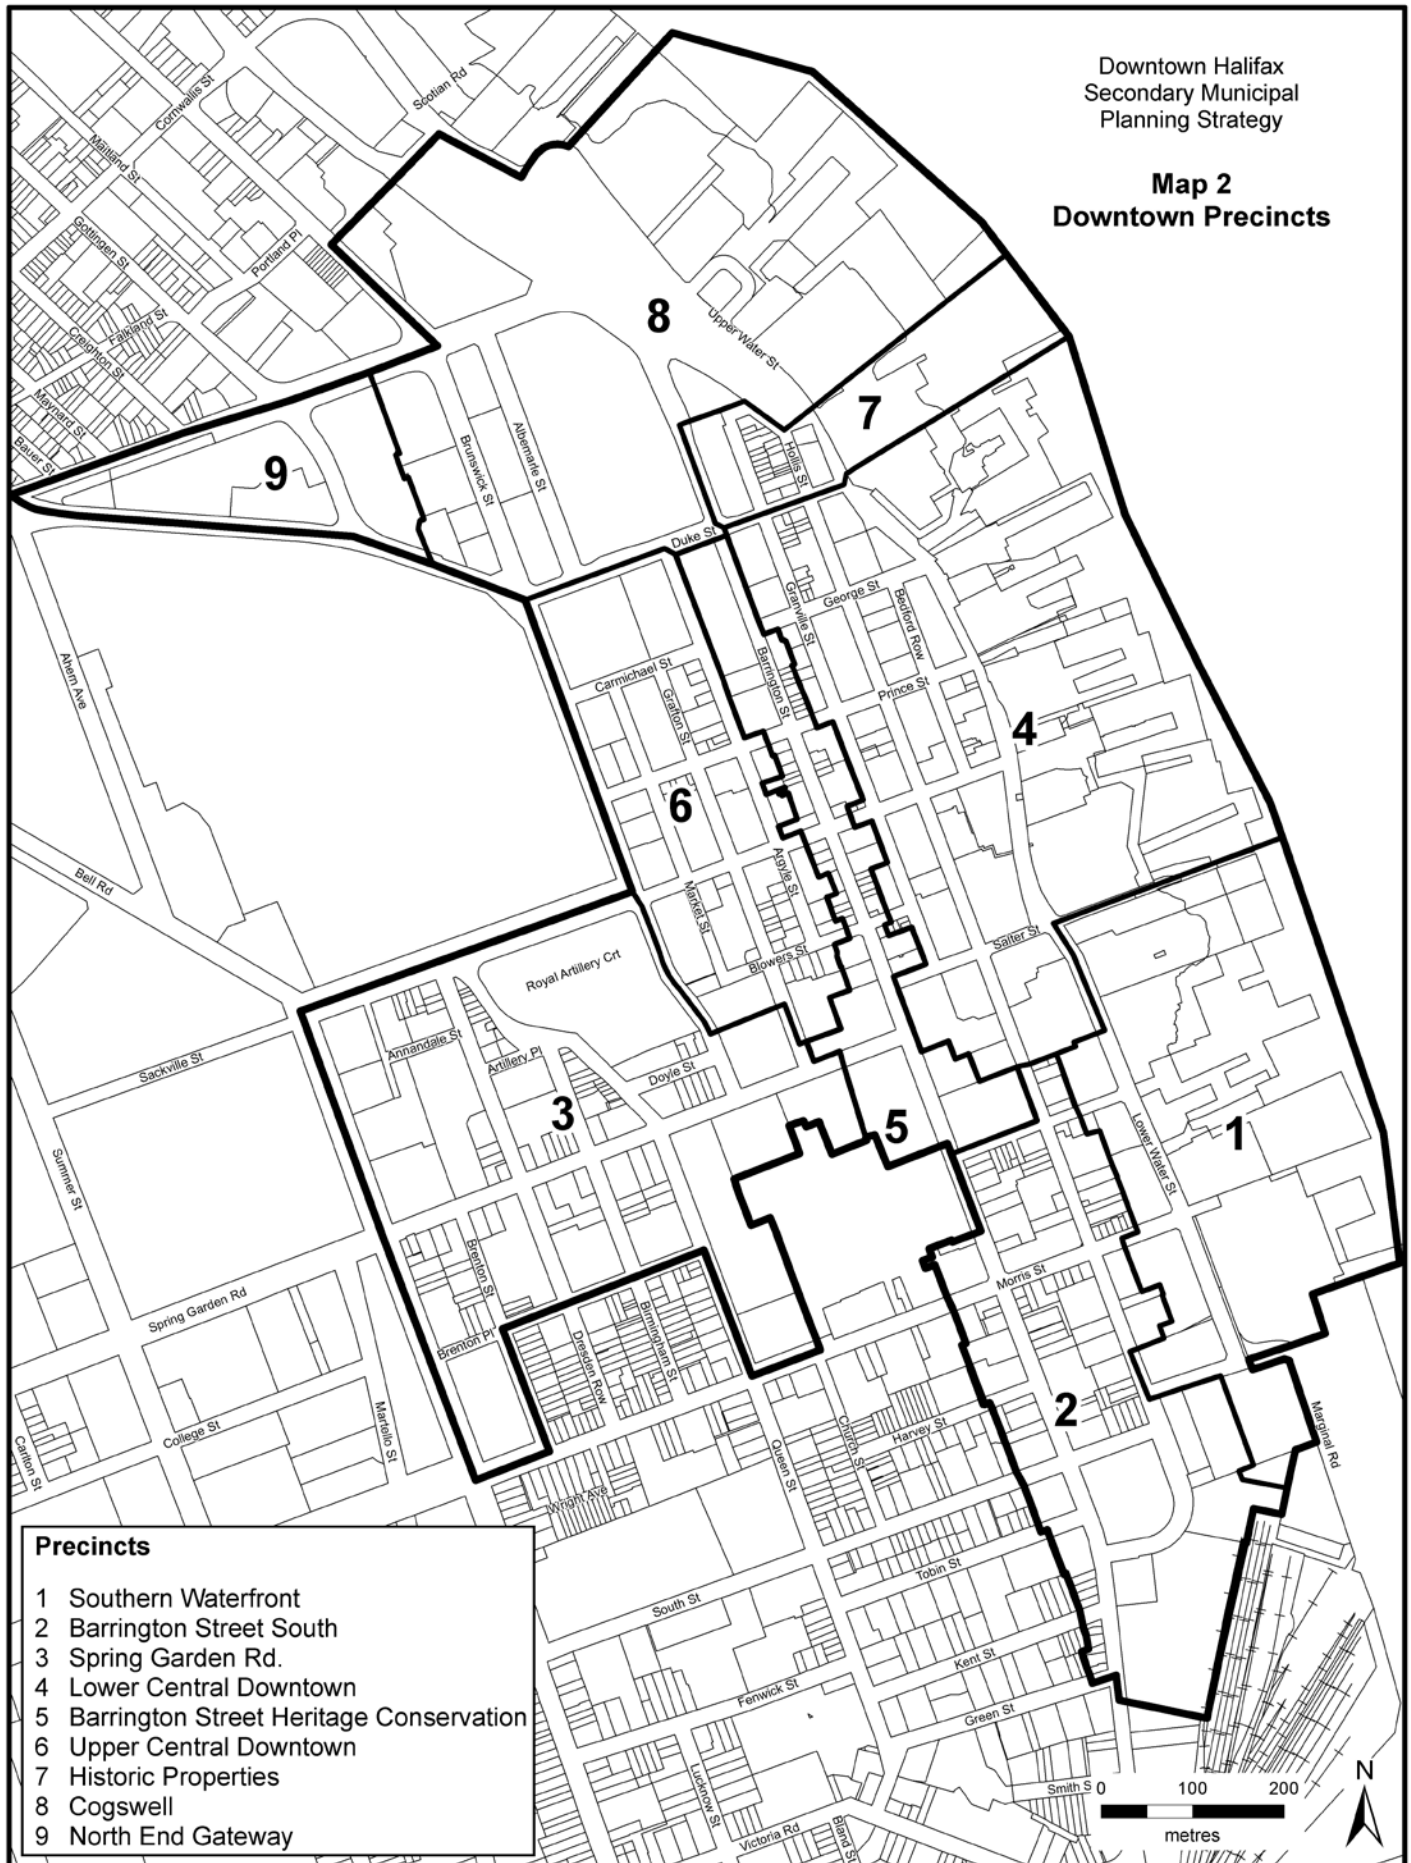 Downtown Halifax
Secondary Municipal
Planning Strategy
Map 2
Downtown Precincts
Scotian Rd
Cornwallis St
Maitland St
Gottingen St
Portland Pl
Falkland St
Creighton St
Maynard St
Bauer St
8
Upper Water St
7
9
Brunswick St
Albemarle St
Hollis St
Duke St
Granville St
George St
Bedford Row
Ahern Ave
Carmichael St
Grafton St
Barrington St
Prince St
4
6
Bell Rd
Argyle St
Market St
Blowers St
Salter St
Royal Artillery Crt
Annandale St
Artillery Pl
Sackville St
Doyle St
3
5
1
Lower Water St
Summer St
Brenton St
Morris St
Spring Garden Rd
Brenton Pl
Dresden Row
Birmingham St
2
Martello St
College St
Carlton St
Church St
Harvey St
Queen St
Marginal Rd
Wright Ave
Tobin St
South St
Kent St
Fenwick St
Green St
Lucknow St
Smith S
Victoria Rd
Bland St
Precincts
1 Southern Waterfront
2 Barrington Street South
3 Spring Garden Rd.
4 Lower Central Downtown
5 Barrington Street Heritage Conservation
6 Upper Central Downtown
7 Historic Properties
8 Cogswell
9 North End Gateway
0 100 200
metres
N